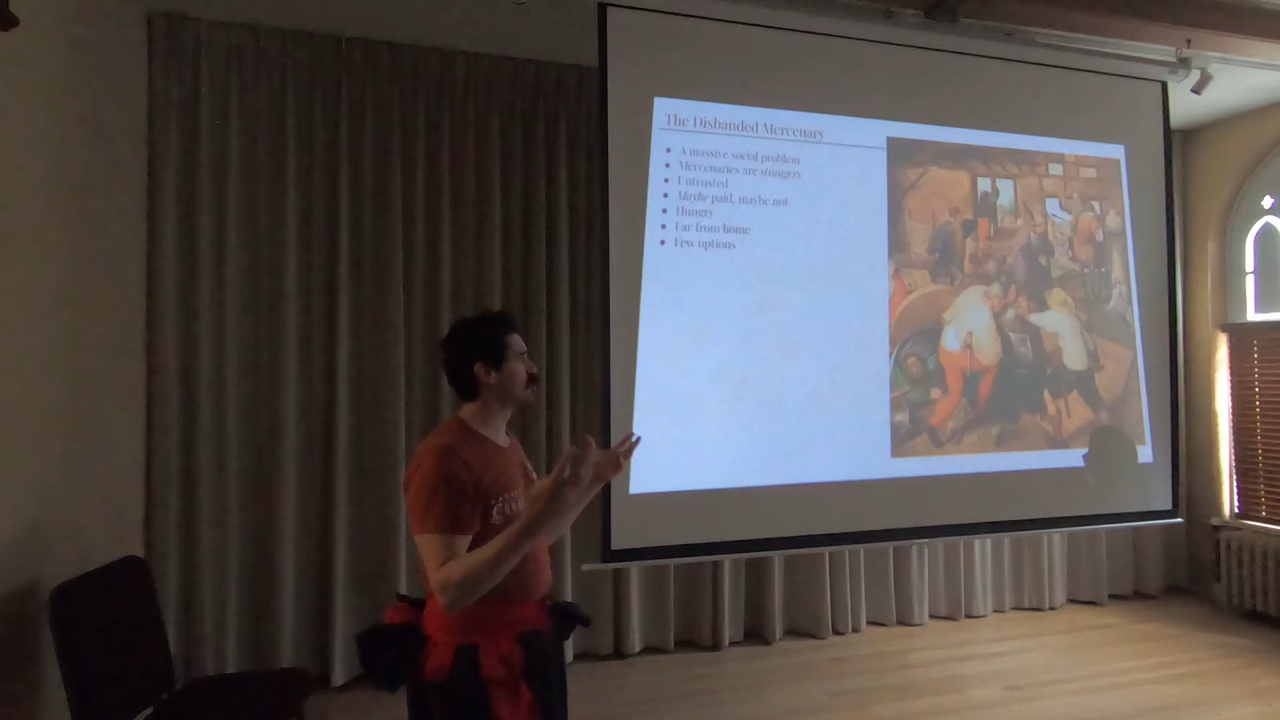 The Disbanded Mercenary
A massive social problem
Mercenaries are strangers
Untrusted
Maybe paid, maybe not
Hungry
Far from home
Few options